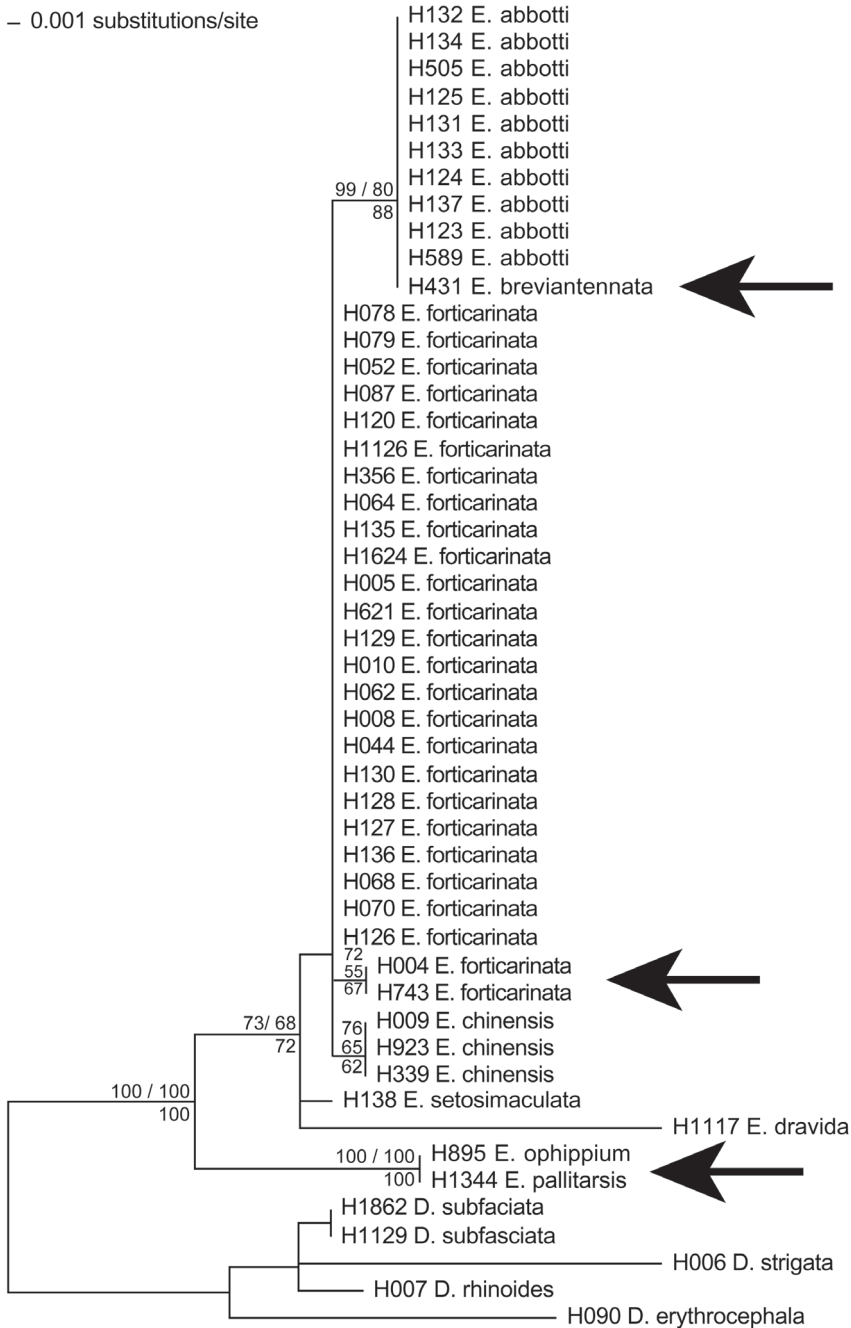 – 0.001 substitutions/site
H132 E. abbotti
H134 E. abbotti
H505 E. abbotti
H125 E. abbotti
H131 E. abbotti
H133 E. abbotti
H124 E. abbotti
99 / 80
H137 E. abbotti
88
H123 E. abbotti
H589 E. abbotti
H431 E. breviantennata
H078 E. forticarinata
H079 E. forticarinata
H052 E. forticarinata
H087 E. forticarinata
H120 E. forticarinata
H1126 E. forticarinata
H356 E. forticarinata
H064 E. forticarinata
H135 E. forticarinata
H1624 E. forticarinata
H005 E. forticarinata
H621 E. forticarinata
H129 E. forticarinata
H010 E. forticarinata
H062 E. forticarinata
H008 E. forticarinata
H044 E. forticarinata
H130 E. forticarinata
H128 E. forticarinata
H127 E. forticarinata
H136 E. forticarinata
H068 E. forticarinata
H070 E. forticarinata
H126 E. forticarinata
72
55
67
H004 E. forticarinata
H743 E. forticarinata
76
65
62
H009 E. chinensis
H923 E. chinensis
H339 E. chinensis
73/ 68
72
H138 E. setosimaculata
100 / 100
100
H1117 E. dravida
100 / 100
100
H895 E. ophippium
H1344 E. pallitarsis
H1862 D. subfaciata
H1129 D. subfasciata
H006 D. strigata
H007 D. rhinoides
H090 D. erythrocephala